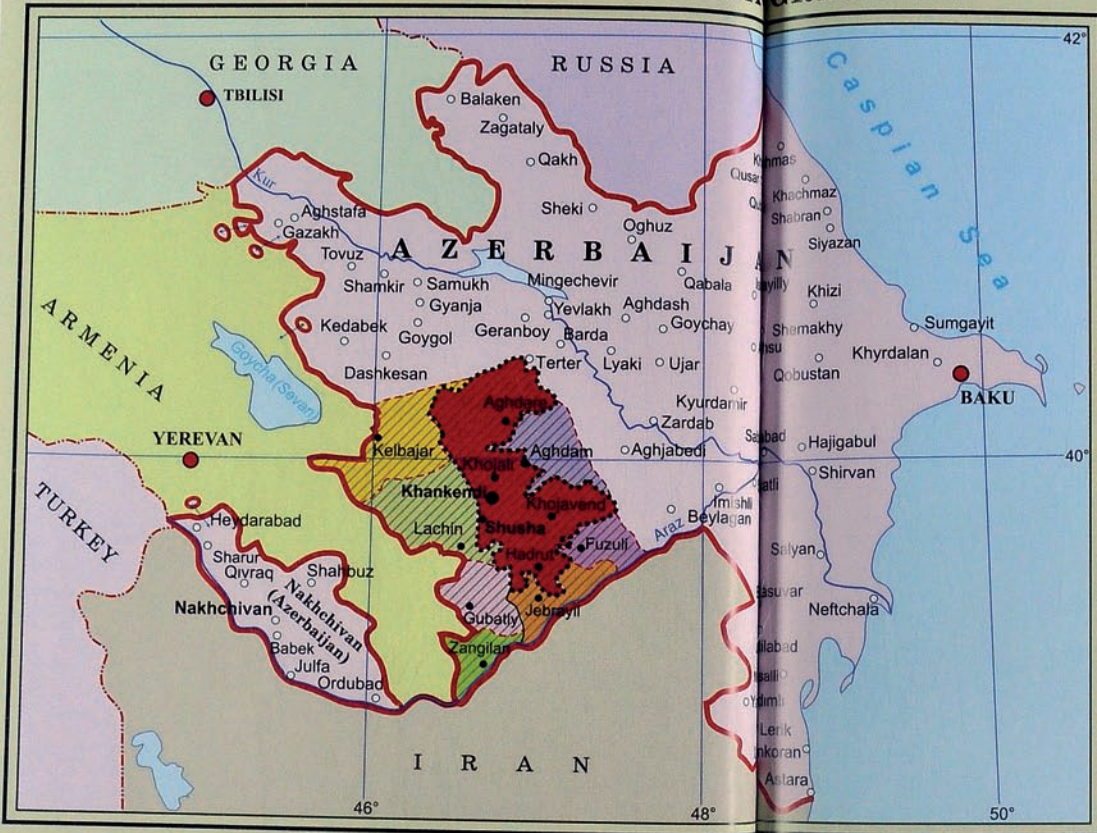 42°
GEORGIA
RUSSIA
TBILISI
Balaken
Zagataly
Qakh
Caspian Sea
Kur
Khachmaz
Sheki
Shabran
Aghstafa
Gazakh
Oghuz
Siyazan
AZERBAIJAN
Tovuz
Shamkir
Samukh
Mingechevir
Qabala
Khizi
Gyanja
Yevlakh
Aghdash
ARMENIA
Kedabek
Goygol
Geranboy
Barda
Goychay
Shemakhy
Sumgayit
Goycha (Sevan)
Dashkesan
Terter
Lyaki
Ujar
Khyrdalan
Qobustan
BAKU
Aghdere
Kyurdamir
Zardab
YEREVAN
Kelbajar
Aghdam
Aghjabedi
Hajigabul
40°
Khojali
Shirvan
TURKEY
Khankendi
Khojavend
Imishli
Beylagan
Heydarabad
Lachin
Shusha
Araz
Sharur
Hadrut
Fuzuli
Salyan
Qivraq
Shahbuz
Nakhchivan
Nakhchivan
(Azerbaijan)
Gubatly
Jebrayil
Neftchala
Babek
Zangilan
Julfa
Ordubad
Lerik
IRAN
Astara
46°
48°
50°